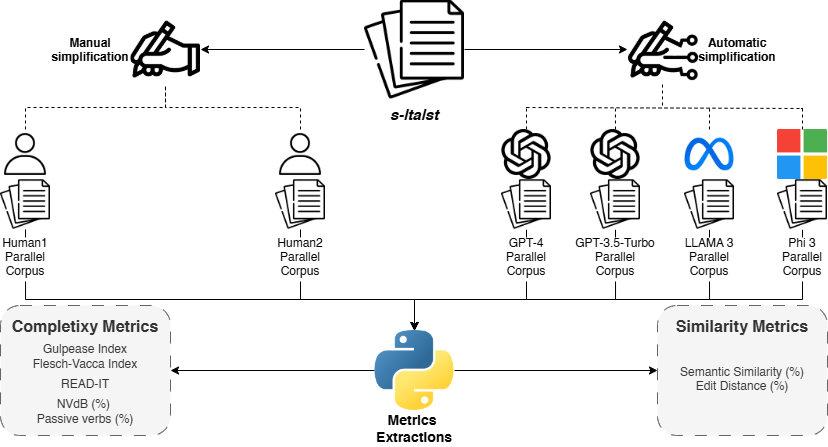 Manual
simplification
Automatic
simplification
s-Italst
Human1
Parallel
Corpus
Human2
Parallel
Corpus
GPT-4
Parallel
Corpus
GPT-3.5-Turbo
Parallel
Corpus
LLAMA 3
Parallel
Corpus
Phi 3
Parallel
Corpus
Completixy Metrics
Gulpease Index
Flesch-Vacca Index
READ-IT
NVdB (%)
Passive verbs (%)
Metrics
Extractions
Similarity Metrics
Semantic Similarity (%)
Edit Distance (%)